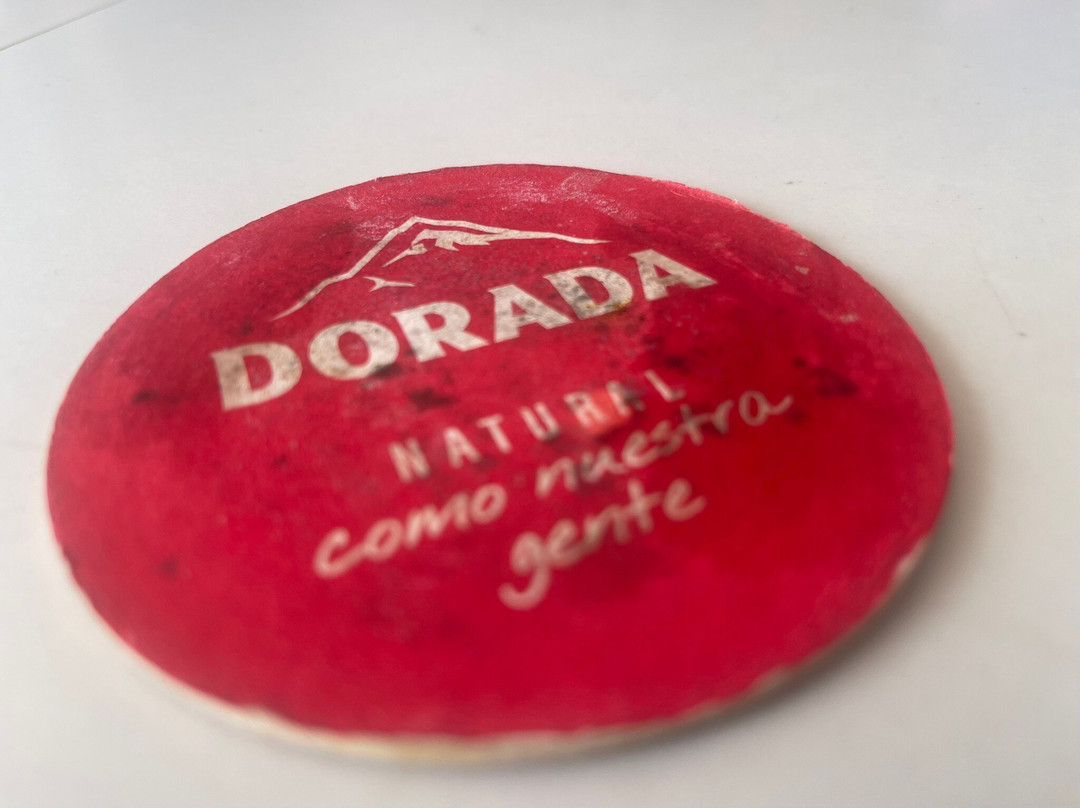 DORADA
NATURAL
como nuestra
gente